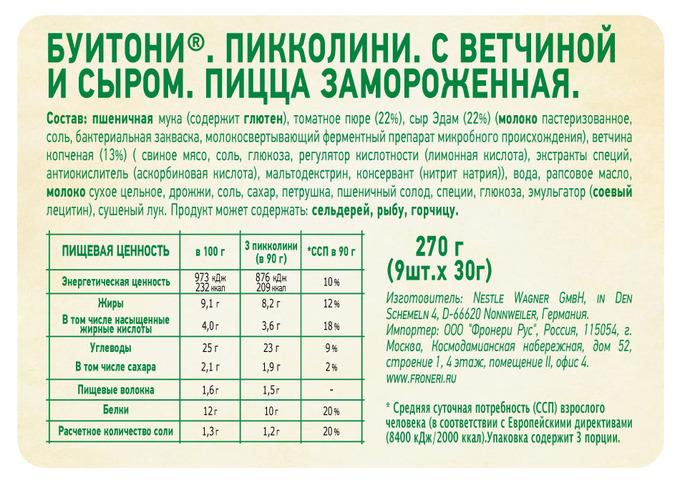 БУИТОНИ®. ПИККОЛИНИ. С ВЕТЧИНОЙ
И СЫРОМ. ПИЦЦА ЗАМОРОЖЕННАЯ.
Состав: пшеничная мука (содержит глютен), томатное пюре (22%), сыр Эдам (22%) (молоко пастеризованное,
соль, бактериальная закваска, молокосвертывающий ферментный препарат микробного происхождения), ветчина
копченая (13%) ( свиное мясо, соль, глюкоза, регулятор кислотности (лимонная кислота), экстракты специй,
антиокислитель (аскорбиновая кислота), мальтодекстрин, консервант (нитрит натрия)), вода, рапсовое масло,
молоко сухое цельное, дрожжи, соль, сахар, петрушка, пшеничный солод, специи, глюкоза, эмульгатор (соевый
лецитин), сушеный лук. Продукт может содержать: сельдерей, рыбу, горчицу.
ПИЩЕВАЯ ЦЕННОСТЬ в 100 г 3 пикколини (в 90 г) *ССП в 90 г
Энергетическая ценность 973 кДж 232 ккал 876 кДж 209 ккал 10%
Жиры 9,1 г 8,2 г 12%
В том числе насыщенные жирные кислоты 4,0 г 3,6 г 18%
Углеводы 25 г 23 г 9%
В том числе сахара 2,1 г 1,9 г 2%
Пищевые волокна 1,6 г 1,5 г -
Белки 12 г 10 г 20%
Расчетное количество соли 1,3 г 1,2 г 20%
270 г
(9шт.х 30г)
Изготовитель: Nestle Wagner GmbH, in Den
Schemeln 4, D-66620 Nonnweiler, Германия.
Импортер: ООО "Фронери Рус", Россия, 115054, г.
Москва, Космодамианская набережная, дом 52,
строение 1, 4 этаж, помещение II, офис 4.
www.froneri.ru
* Средняя суточная потребность (ССП) взрослого
человека (в соответствии с Европейскими директивами
(8400 кДж/2000 ккал).Упаковка содержит 3 порции.